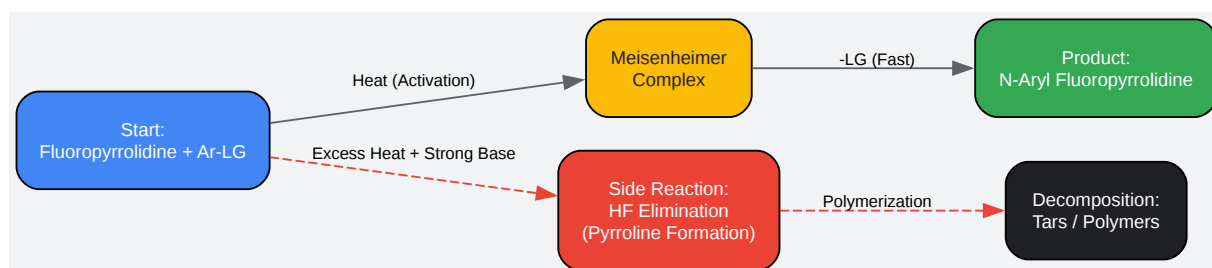 Start:
Fluoropyrrolidine + Ar-LG
Heat (Activation)
Meisenheimer
Complex
-LG (Fast)
Product:
N-Aryl Fluoropyrrolidine
Excess Heat + Strong Base
Side Reaction:
HF Elimination
(Pyrroline Formation)
Polymerization
Decomposition:
Tars / Polymers